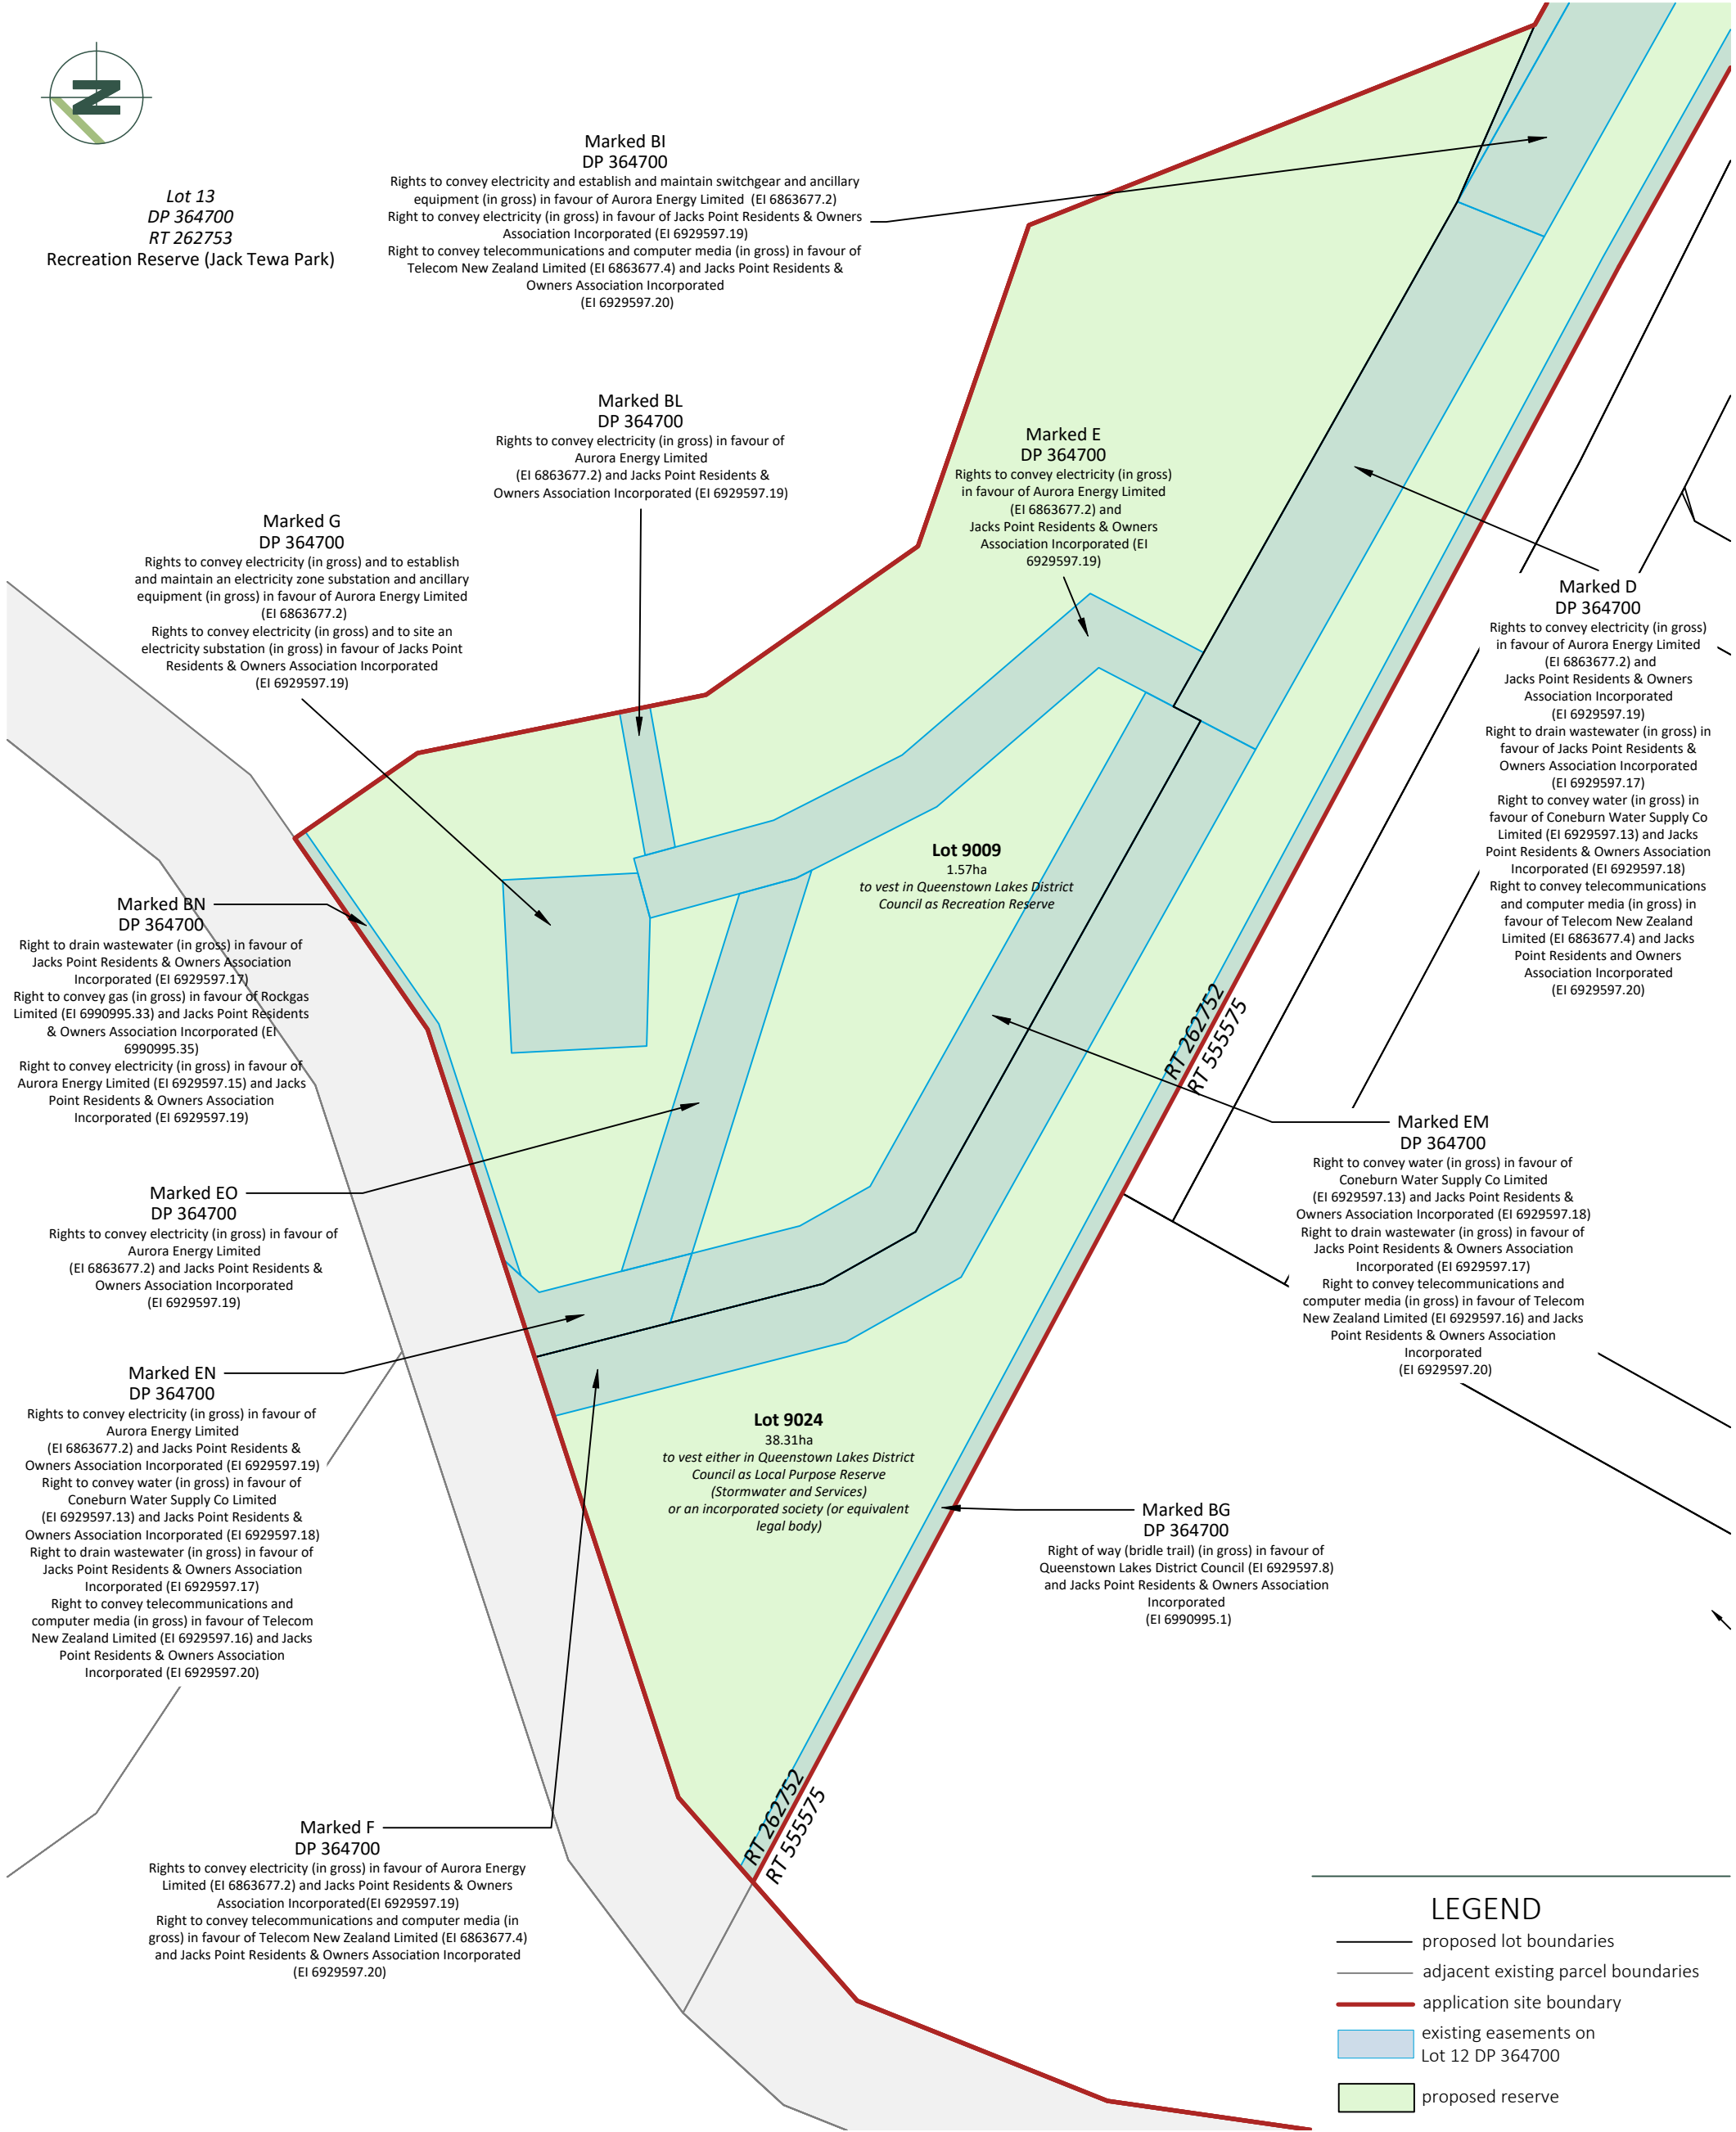 N
Lot 13
DP 364700
RT 262753
Recreation Reserve (Jack Tewa Park)
Marked BI
DP 364700
Rights to convey electricity and establish and maintain switchgear and ancillary
equipment (in gross) in favour of Aurora Energy Limited (EI 6863677.2)
Right to convey electricity (in gross) in favour of Jacks Point Residents & Owners
Association Incorporated (EI 6929597.19)
Right to convey telecommunications and computer media (in gross) in favour of
Telecom New Zealand Limited (EI 6863677.4) and Jacks Point Residents &
Owners Association Incorporated
(EI 6929597.20)
Marked BL
DP 364700
Rights to convey electricity (in gross) in favour of
Aurora Energy Limited
(EI 6863677.2) and Jacks Point Residents &
Owners Association Incorporated (EI 6929597.19)
Marked E
DP 364700
Rights to convey electricity (in gross)
in favour of Aurora Energy Limited
(EI 6863677.2) and
Jacks Point Residents & Owners
Association Incorporated (EI
6929597.19)
Marked G
DP 364700
Rights to convey electricity (in gross) and to establish
and maintain an electricity zone substation and ancillary
equipment (in gross) in favour of Aurora Energy Limited
(EI 6863677.2)
Rights to convey electricity (in gross) and to site an
electricity substation (in gross) in favour of Jacks Point
Residents & Owners Association Incorporated
(EI 6929597.19)
Marked D
DP 364700
Rights to convey electricity (in gross)
in favour of Aurora Energy Limited
(EI 6863677.2) and
Jacks Point Residents & Owners
Association Incorporated
(EI 6929597.19)
Right to drain wastewater (in gross) in
favour of Jacks Point Residents &
Owners Association Incorporated
(EI 6929597.17)
Right to convey water (in gross) in
favour of Coneburn Water Supply Co
Limited (EI 6929597.13) and Jacks
Point Residents & Owners Association
Incorporated (EI 6929597.18)
Right to convey telecommunications
and computer media (in gross) in
favour of Telecom New Zealand
Limited (EI 6863677.4) and Jacks
Point Residents and Owners
Association Incorporated
(EI 6929597.20)
Lot 9009
1.57ha
to vest in Queenstown Lakes District
Council as Recreation Reserve
Marked BN
DP 364700
Right to drain wastewater (in gross) in favour of
Jacks Point Residents & Owners Association
Incorporated (EI 6929597.17)
Right to convey gas (in gross) in favour of Rockgas
Limited (EI 6990995.33) and Jacks Point Residents
& Owners Association Incorporated (EI
6990995.35)
Right to convey electricity (in gross) in favour of
Aurora Energy Limited (EI 6929597.15) and Jacks
Point Residents & Owners Association
Incorporated (EI 6929597.19)
RT 262752
RT 555575
Marked EM
DP 364700
Right to convey water (in gross) in favour of
Coneburn Water Supply Co Limited
(EI 6929597.13) and Jacks Point Residents &
Owners Association Incorporated (EI 6929597.18)
Right to drain wastewater (in gross) in favour of
Jacks Point Residents & Owners Association
Incorporated (EI 6929597.17)
Right to convey telecommunications and
computer media (in gross) in favour of Telecom
New Zealand Limited (EI 6929597.16) and Jacks
Point Residents & Owners Association
Incorporated
(EI 6929597.20)
Marked EO
DP 364700
Rights to convey electricity (in gross) in favour of
Aurora Energy Limited
(EI 6863677.2) and Jacks Point Residents &
Owners Association Incorporated
(EI 6929597.19)
Marked EN
DP 364700
Rights to convey electricity (in gross) in favour of
Aurora Energy Limited
(EI 6863677.2) and Jacks Point Residents &
Owners Association Incorporated (EI 6929597.19)
Right to convey water (in gross) in favour of
Coneburn Water Supply Co Limited
(EI 6929597.13) and Jacks Point Residents &
Owners Association Incorporated (EI 6929597.18)
Right to drain wastewater (in gross) in favour of
Jacks Point Residents & Owners Association
Incorporated (EI 6929597.17)
Right to convey telecommunications and
computer media (in gross) in favour of Telecom
New Zealand Limited (EI 6929597.16) and Jacks
Point Residents & Owners Association
Incorporated (EI 6929597.20)
Lot 9024
38.31ha
to vest either in Queenstown Lakes District
Council as Local Purpose Reserve
(Stormwater and Services)
or an incorporated society (or equivalent
legal body)
Marked BG
DP 364700
Right of way (bridle trail) (in gross) in favour of
Queenstown Lakes District Council (EI 6929597.8)
and Jacks Point Residents & Owners Association
Incorporated
(EI 6990995.1)
RT 262752
RT 555575
Marked F
DP 364700
Rights to convey electricity (in gross) in favour of Aurora Energy
Limited (EI 6863677.2) and Jacks Point Residents & Owners
Association Incorporated(EI 6929597.19)
Right to convey telecommunications and computer media (in
gross) in favour of Telecom New Zealand Limited (EI 6863677.4)
and Jacks Point Residents & Owners Association Incorporated
(EI 6929597.20)
LEGEND
proposed lot boundaries
adjacent existing parcel boundaries
application site boundary
existing easements on
Lot 12 DP 364700
proposed reserve